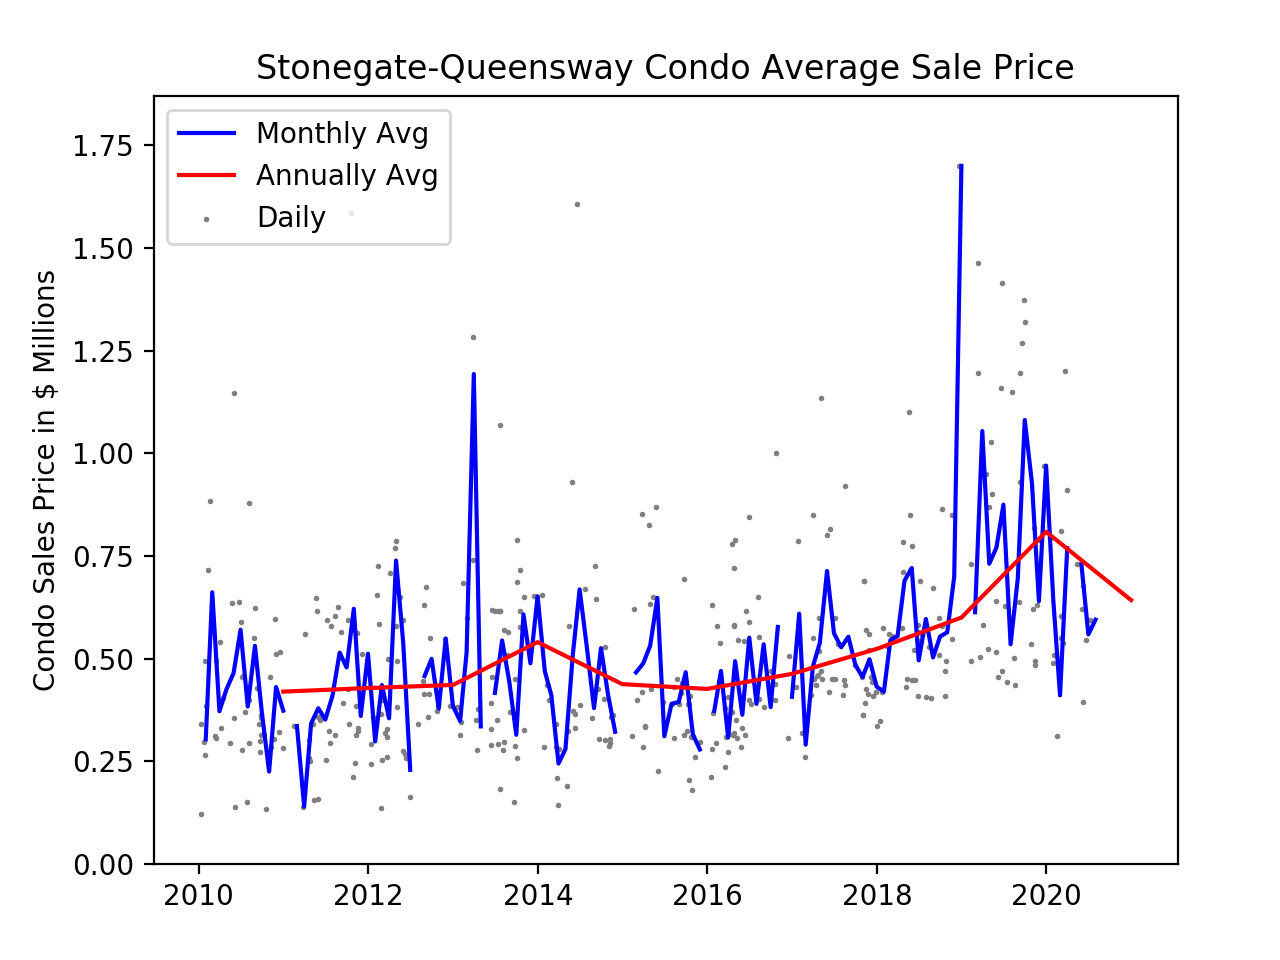 Stonegate-Queensway Condo Average Sale Price
Monthly Avg
Annually Avg
Daily
Condo Sales Price in $ Millions
1.75
1.50
1.25
1.00
0.75
0.50
0.25
0.00
2010 2012 2014 2016 2018 2020